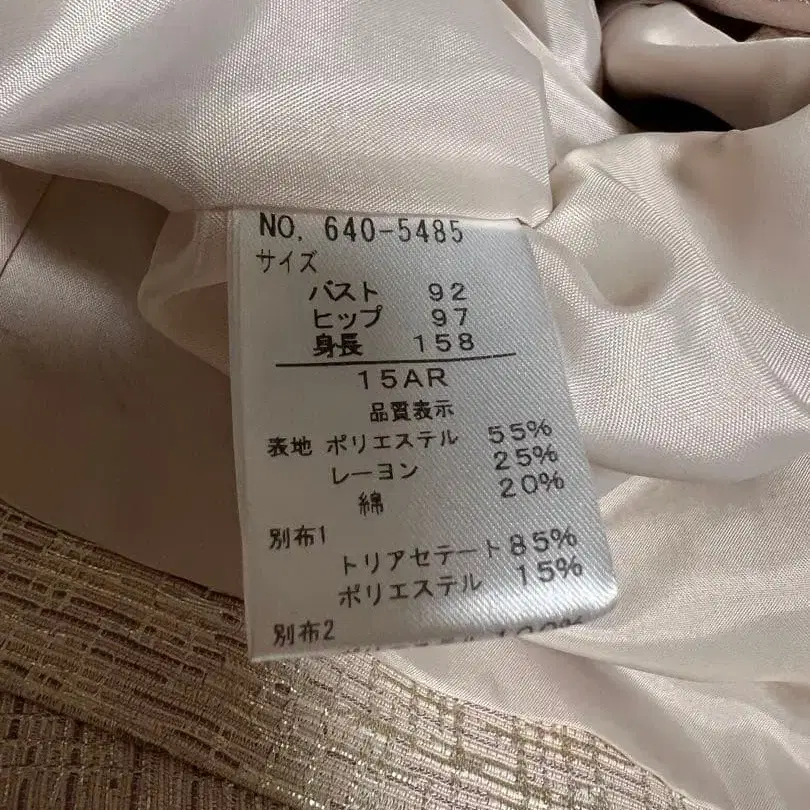 NO. 640-5485
サイズ
バスト 92
ヒップ 97
身長 158
15AR
品質表示
表地 ポリエステル 55%
レーヨン 25%
綿 20%
別布1
トリアセテート 85%
ポリエステル 15%
別布2